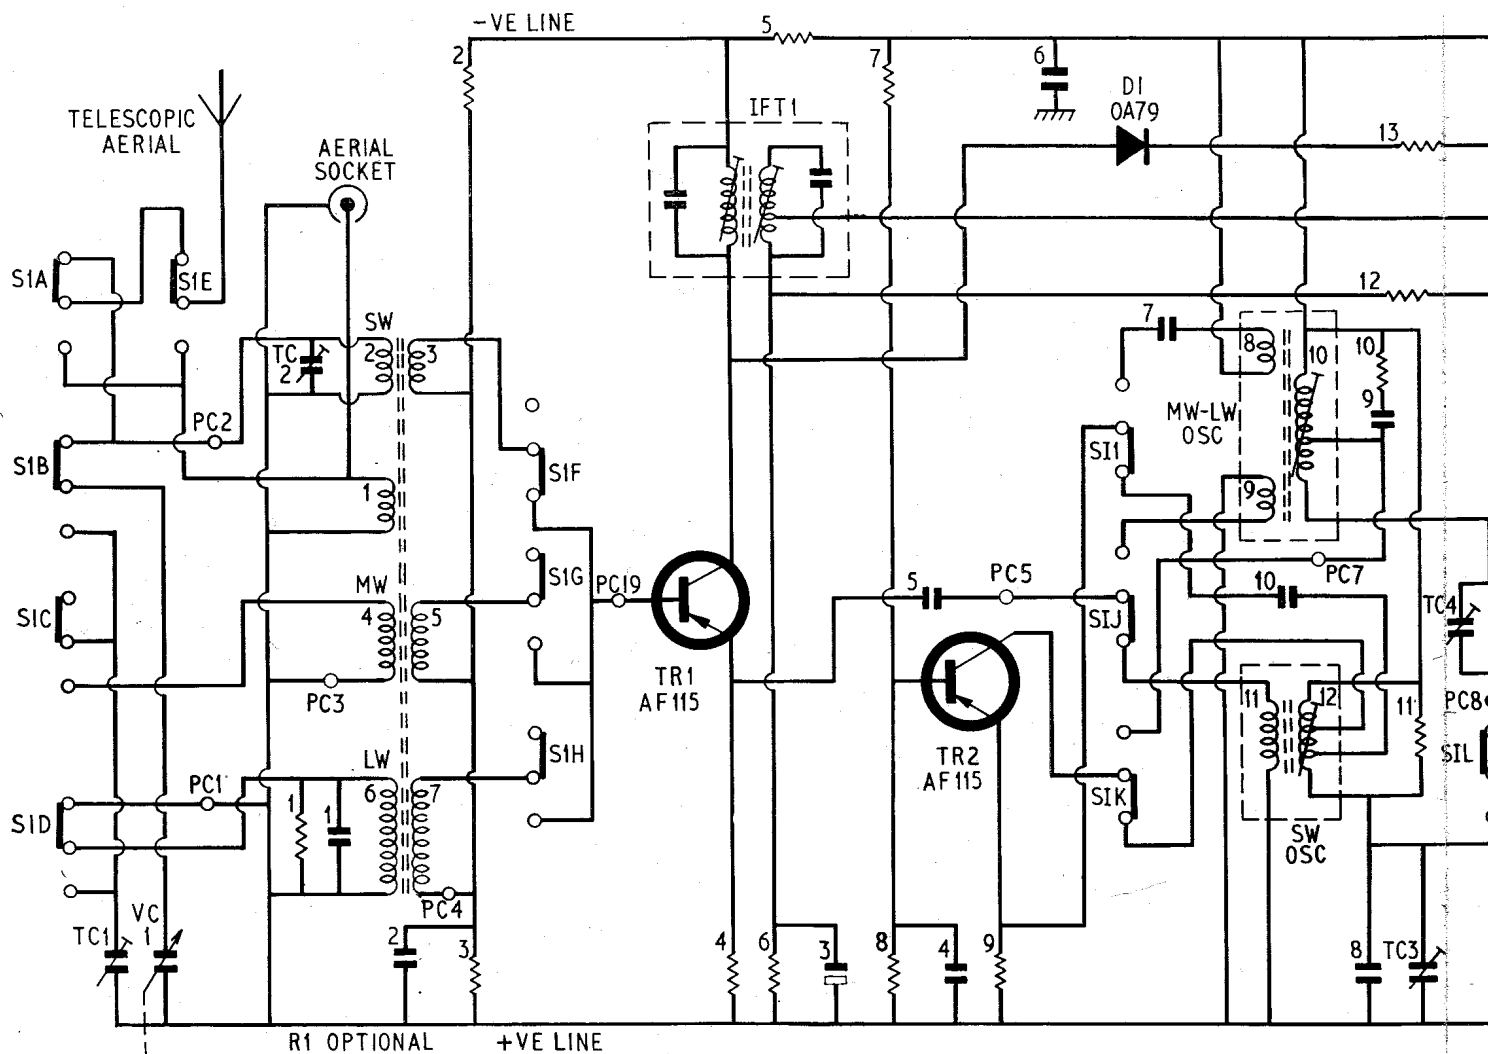 -VE LINE
5
2
7
6
D1
OA79
TELESCOPIC
AERIAL
AERIAL
SOCKET
IFT1
13
S1A
S1E
12
SW
TC
2
2
3
7
8
10
10
9
PC2
MW-LW
OSC
S1B
1
S1F
SI1
9
S1C
MW
4
5
S1G
PC19
5
PC5
SIJ
10
PC7
TC4
PC3
TR1
AF115
11
12
11
PC8
LW
6
7
S1H
TR2
AF115
SIK
SIL
S1D
PC1
1
1
SW
OSC
PC4
TC1
VC
1
2
3
4
6
3
8
4
9
8
TC3
R1 OPTIONAL
+VE LINE